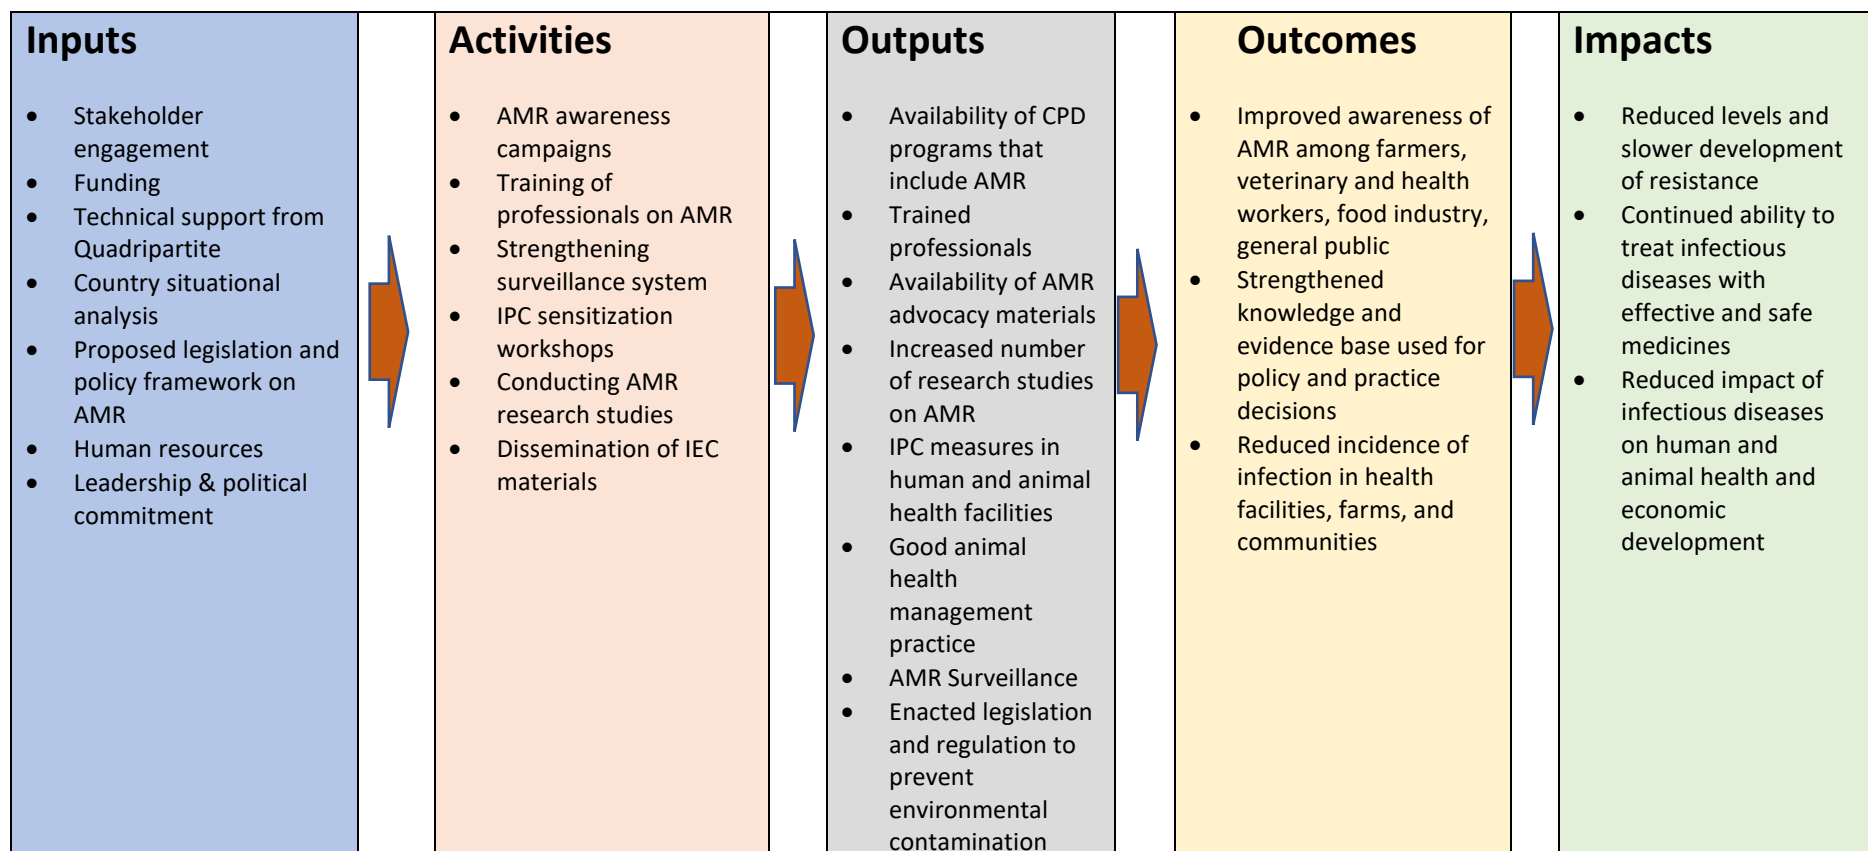 Inputs
• Stakeholder
engagement
• Funding
• Technical support from
Quadripartite
• Country situational
analysis
• Proposed legislation and
policy framework on
AMR
• Human resources
• Leadership & political
commitment
Activities
• AMR awareness
campaigns
• Training of
professionals on AMR
• Strengthening
surveillance system
• IPC sensitization
workshops
• Conducting AMR
research studies
• Dissemination of IEC
materials
Outputs
• Availability of CPD
programs that
include AMR
• Trained
professionals
• Availability of AMR
advocacy materials
• Increased number
of research studies
on AMR
• IPC measures in
human and animal
health facilities
• Good animal
health
management
practice
• AMR Surveillance
• Enacted legislation
and regulation to
prevent
environmental
contamination
Outcomes
• Improved awareness of
AMR among farmers,
veterinary and health
workers, food industry,
general public
• Strengthened
knowledge and
evidence base used for
policy and practice
decisions
• Reduced incidence of
infection in health
facilities, farms, and
communities
Impacts
• Reduced levels and
slower development
of resistance
• Continued ability to
treat infectious
diseases with
effective and safe
medicines
• Reduced impact of
infectious diseases
on human and
animal health and
economic
development